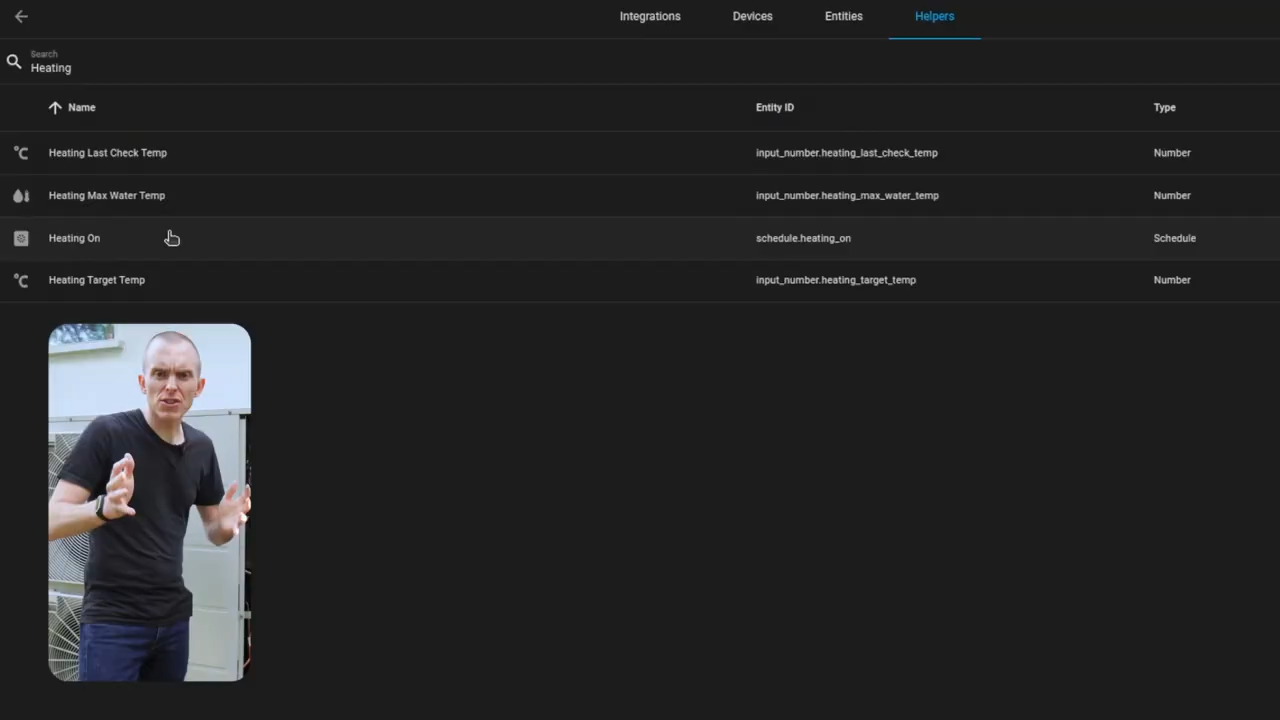 Integrations Devices Entities Helpers
Search
Heating
Name Entity ID Type
°C Heating Last Check Temp input_number.heating_last_check_temp Number
Heating Max Water Temp input_number.heating_max_water_temp Number
Heating On schedule.heating_on Schedule
°C Heating Target Temp input_number.heating_target_temp Number